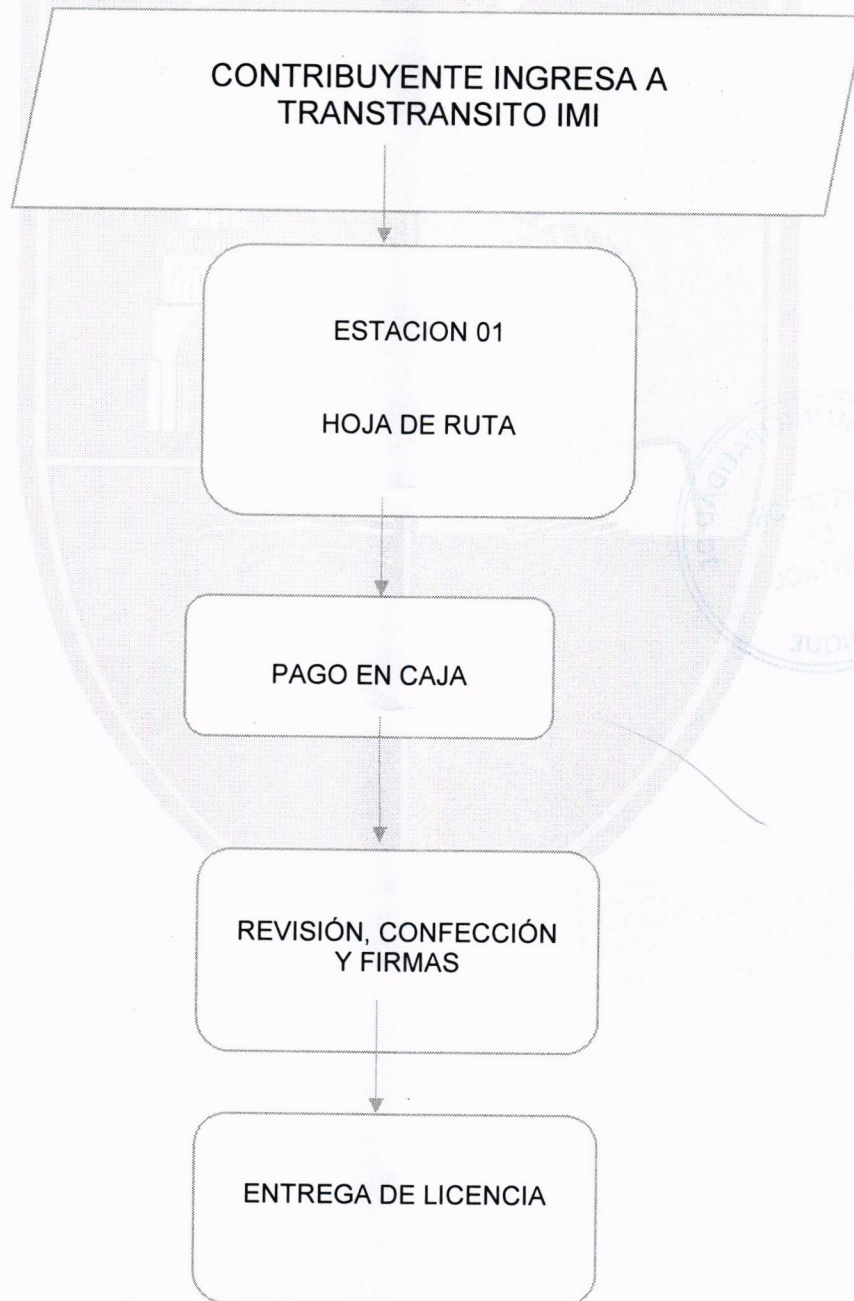 CONTRIBUYENTE INGRESA A
TRANSTRANSITO IMI
ESTACION 01
HOJA DE RUTA
PAGO EN CAJA
REVISIÓN, CONFECCIÓN
Y FIRMAS
ENTREGA DE LICENCIA